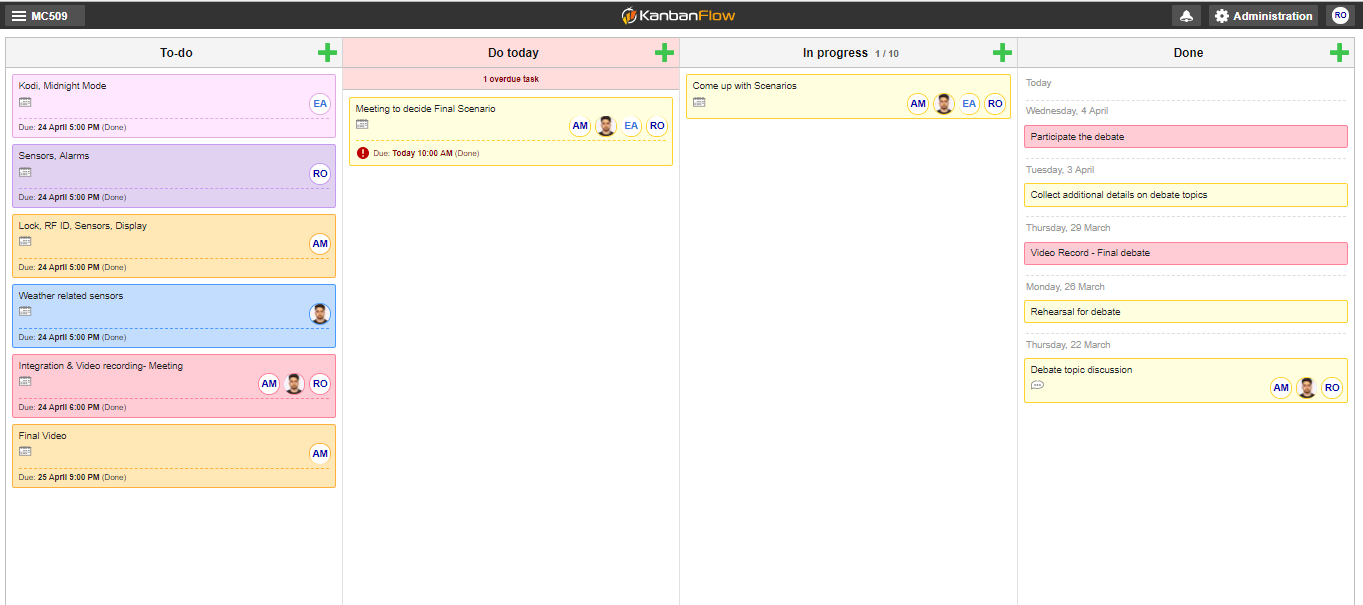 MC509
KanbanFlow
Administration
RO
To-do
Kodi, Midnight Mode
EA
Due: 24 April 5:00 PM (Done)
Sensors, Alarms
RO
Due: 24 April 5:00 PM (Done)
Lock, RF ID, Sensors, Display
AM
Due: 24 April 5:00 PM (Done)
Weather related sensors
Due: 24 April 5:00 PM (Done)
Integration & Video recording- Meeting
AM RO
Due: 24 April 6:00 PM (Done)
Final Video
AM
Due: 25 April 9:00 PM (Done)
Do today
1 overdue task
Meeting to decide Final Scenario
AM EA RO
Due: Today 10:00 AM (Done)
In progress 1 / 10
Come up with Scenarios
AM EA RO
Done
Today
Wednesday, 4 April
Participate the debate
Tuesday, 3 April
Collect additional details on debate topics
Thursday, 29 March
Video Record - Final debate
Monday, 26 March
Rehearsal for debate
Thursday, 22 March
Debate topic discussion
AM RO